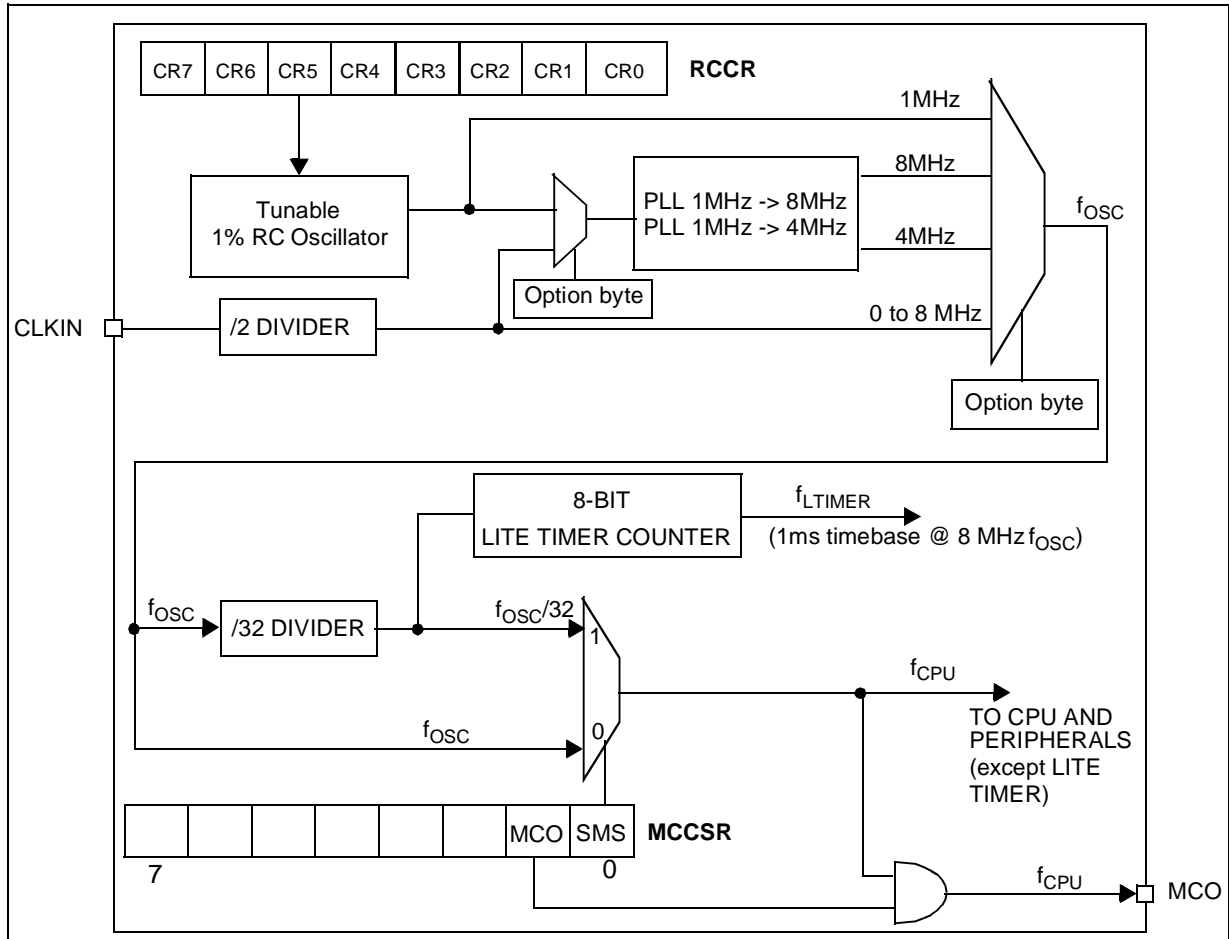 CR7 CR6 CR5 CR4 CR3 CR2 CR1 CR0 RCCR
1MHz
8MHz
Tunable
1% RC Oscillator
PLL 1MHz -> 8MHz
PLL 1MHz -> 4MHz
fOSC
4MHz
Option byte
CLKIN
/2 DIVIDER
0 to 8 MHz
Option byte
8-BIT
LITE TIMER COUNTER
fLTIMER
(1ms timebase @ 8 MHz fOSC)
fOSC
/32 DIVIDER
fOSC/32
1
fCPU
TO CPU AND
PERIPHERALS
(except LITE
TIMER)
fOSC
0
MCO SMS MCCSR
7 0
fCPU
MCO